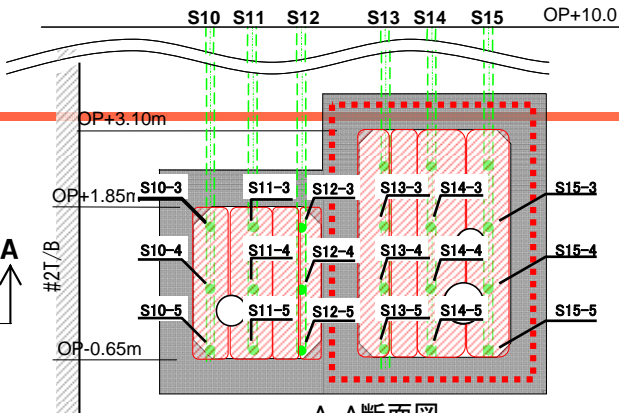 S10 S11 S12 S13 S14 S15 OP+10.0
OP+3.10m
S10-3 S11-3 S12-3 S13-3 S14-3 S15-3
OP+1.85m
A
#2T/B
S10-4 S11-4 S12-4 S13-4 S14-4 S15-4
S10-5 S11-5 S12-5 S13-5 S14-5 S15-5
OP-0.65m
A-A断面図